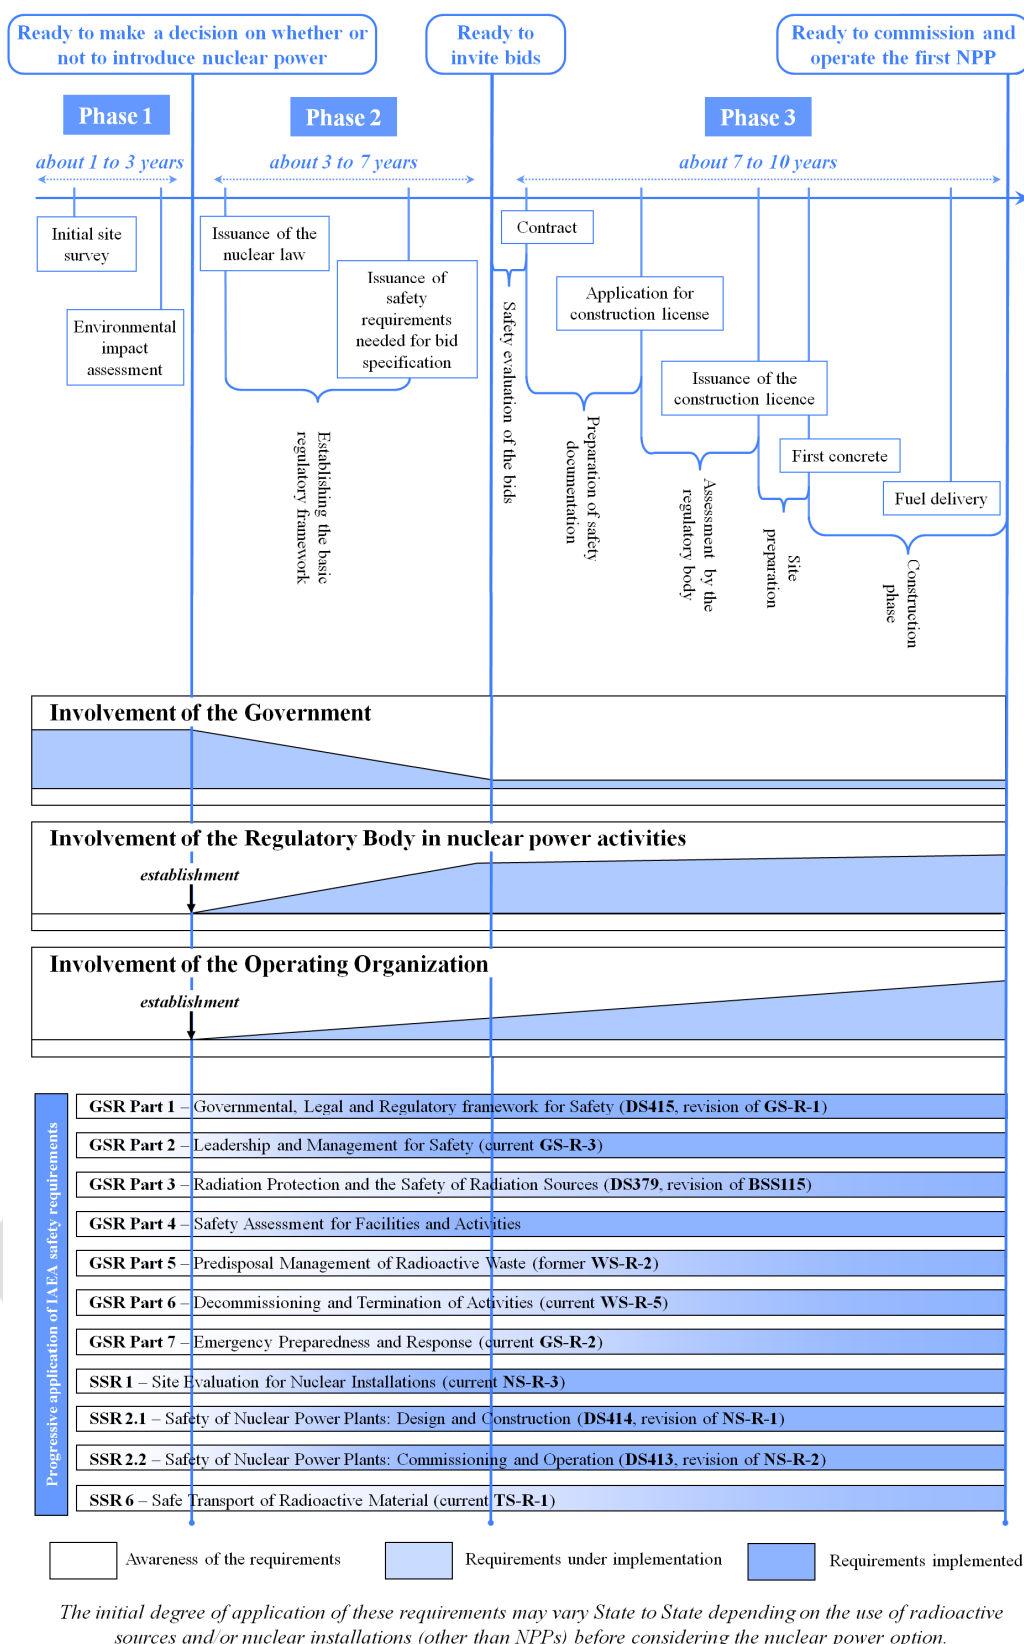 Ready to make a decision on whether or
not to introduce nuclear power
Ready to
invite bids
Ready to commission and
operate the first NPP
Phase 1
Phase 2
Phase 3
about 1 to 3 years
about 3 to 7 years
about 7 to 10 years
Initial site
survey
Environmental
impact
assessment
Issuance of the
nuclear law
Issuance of
safety
requirements
needed for bid
specification
Contract
Application for
construction license
Issuance of the
construction licence
First concrete
Fuel delivery
Establishing the basic
regulatory framework
Safety evaluation of the bids
Preparation of safety
documentation
Assessment by the
regulatory body
Site
preparation
Construction
phase
Involvement of the Government
Involvement of the Regulatory Body in nuclear power activities
establishment
Involvement of the Operating Organization
establishment
Progressive application of IAEA safety requirements
GSR Part 1 – Governmental, Legal and Regulatory framework for Safety (DS415, revision of GS-R-1)
GSR Part 2 – Leadership and Management for Safety (current GS-R-3)
GSR Part 3 – Radiation Protection and the Safety of Radiation Sources (DS379, revision of BSS115)
GSR Part 4 – Safety Assessment for Facilities and Activities
GSR Part 5 – Predisposal Management of Radioactive Waste (former WS-R-2)
GSR Part 6 – Decommissioning and Termination of Activities (current WS-R-5)
GSR Part 7 – Emergency Preparedness and Response (current GS-R-2)
SSR 1 – Site Evaluation for Nuclear Installations (current NS-R-3)
SSR 2.1 – Safety of Nuclear Power Plants: Design and Construction (DS414, revision of NS-R-1)
SSR 2.2 – Safety of Nuclear Power Plants: Commissioning and Operation (DS413, revision of NS-R-2)
SSR 6 – Safe Transport of Radioactive Material (current TS-R-1)
Awareness of the requirements
Requirements under implementation
Requirements implemented
The initial degree of application of these requirements may vary State to State depending on the use of radioactive
sources and/or nuclear installations (other than NPPs) before considering the nuclear power option.